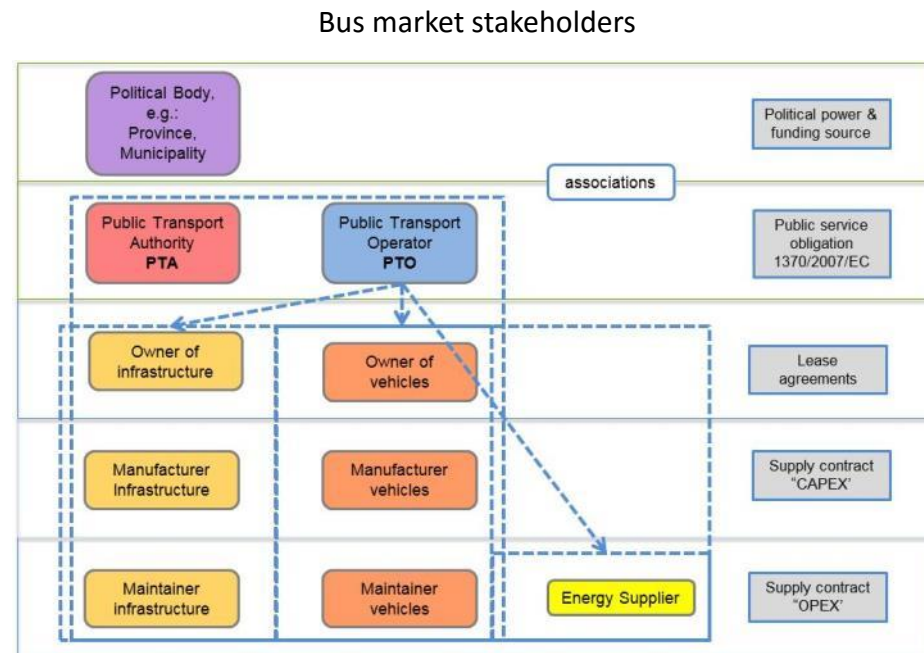 Bus market stakeholders
Political Body,
e.g.:
Province,
Municipality
Political power &
funding source
associations
Public Transport
Authority
PTA
Public Transport
Operator
PTO
Public service
obligation
1370/2007/EC
Owner of
infrastructure
Owner of
vehicles
Lease
agreements
Manufacturer
Infrastructure
Manufacturer
vehicles
Supply contract
"CAPEX'
Maintainer
infrastructure
Maintainer
vehicles
Energy Supplier
Supply contract
"OPEX'